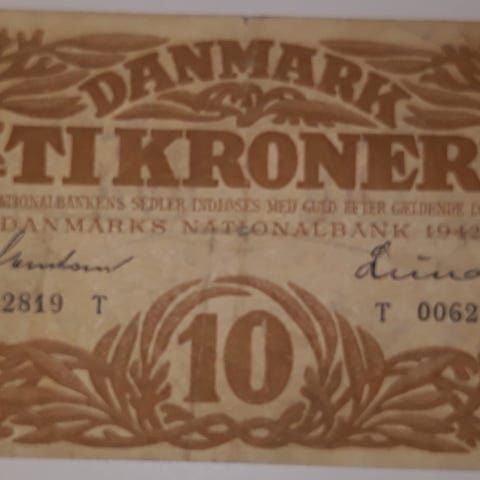 DANMARK
TI KRONER
NATIONALBANKENS SEDLER INDLØSES MED GULD EFTER GÆLDENDE
DANMARKS NATIONALBANK 1942
2819 T
T 0062
10